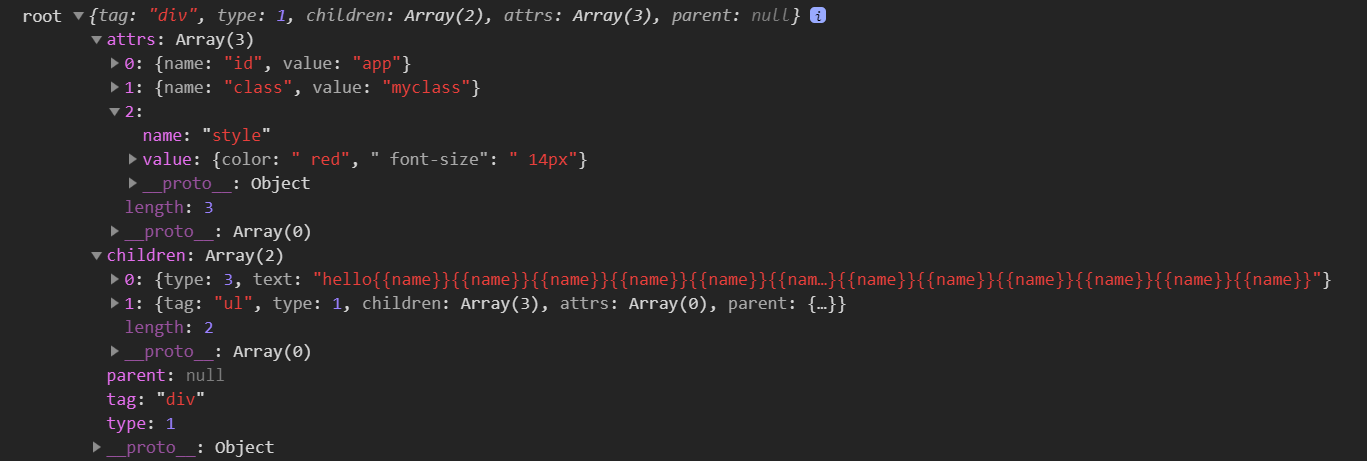 root ▼{tag: "div", type: 1, children: Array(2), attrs: Array(3), parent: null} i
▼attrs: Array(3)
▶0: {name: "id", value: "app"}
▶1: {name: "class", value: "myclass"}
▼2:
name: "style"
▶value: {color: " red", " font-size": " 14px"}
▶__proto__: Object
length: 3
▶__proto__: Array(0)
▼children: Array(2)
▶0: {type: 3, text: "hello{{name}}{{name}}{{name}}{{name}}{{name}}{{nam…}{{name}}{{name}}{{name}}{{name}}{{name}}{{name}}"}
▶1: {tag: "ul", type: 1, children: Array(3), attrs: Array(0), parent: {…}}
length: 2
▶__proto__: Array(0)
parent: null
tag: "div"
type: 1
▶__proto__: Object